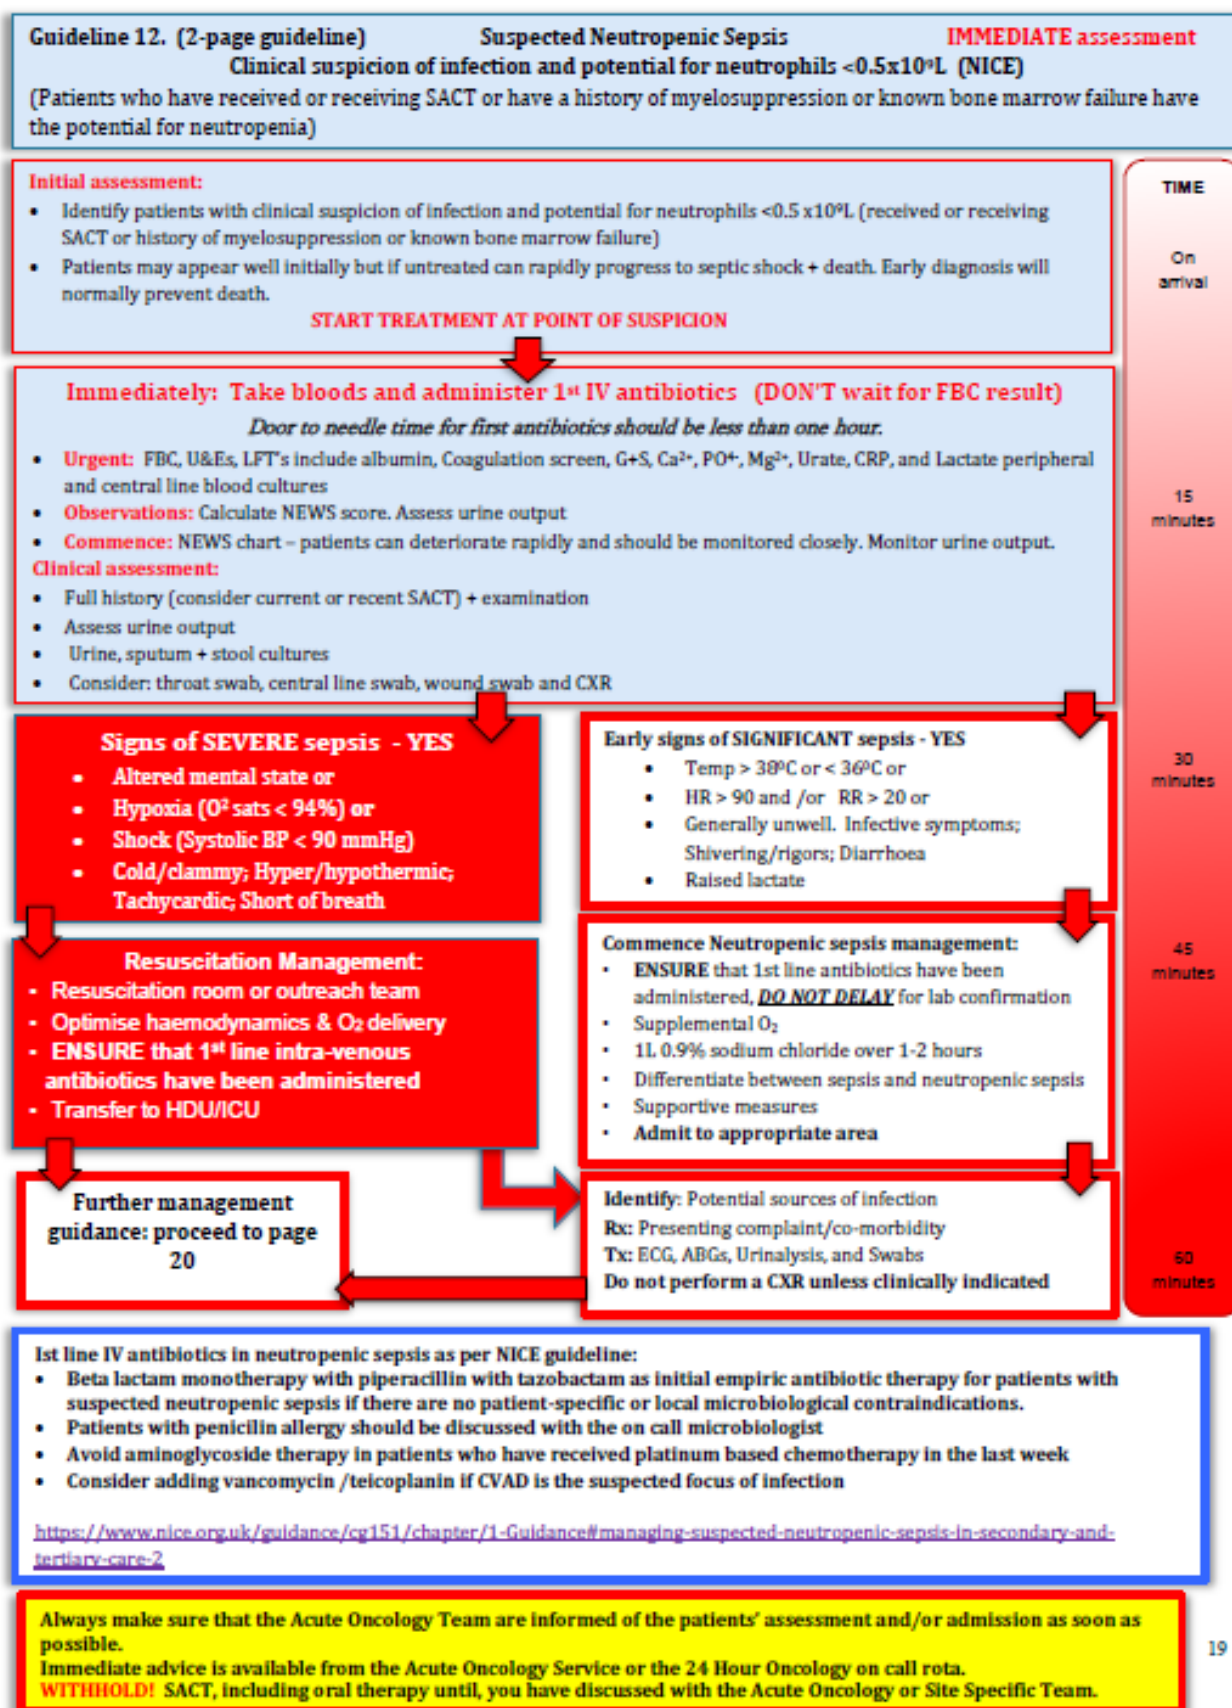 Guideline 12. (2-page guideline) Suspected Neutropenic Sepsis IMMEDIATE assessment
Clinical suspicion of infection and potential for neutrophils <0.5x10⁹L (NICE)
(Patients who have received or receiving SACT or have a history of myelosuppression or known bone marrow failure have
the potential for neutropenia)
Initial assessment:
• Identify patients with clinical suspicion of infection and potential for neutrophils <0.5 x10⁹L (received or receiving
SACT or history of myelosuppression or known bone marrow failure)
• Patients may appear well initially but if untreated can rapidly progress to septic shock + death. Early diagnosis will
normally prevent death.
START TREATMENT AT POINT OF SUSPICION
TIME
On
arrival
Immediately: Take bloods and administer 1st IV antibiotics (DON'T wait for FBC result)
Door to needle time for first antibiotics should be less than one hour.
• Urgent: FBC, U&Es, LFT's include albumin, Coagulation screen, G+S, Ca²⁺, PO⁴⁻, Mg²⁺, Urate, CRP, and Lactate peripheral
and central line blood cultures
• Observations: Calculate NEWS score. Assess urine output
• Commence: NEWS chart – patients can deteriorate rapidly and should be monitored closely. Monitor urine output.
Clinical assessment:
• Full history (consider current or recent SACT) + examination
• Assess urine output
• Urine, sputum + stool cultures
• Consider: throat swab, central line swab, wound swab and CXR
15
minutes
Signs of SEVERE sepsis - YES
• Altered mental state or
• Hypoxia (O² sats < 94%) or
• Shock (Systolic BP < 90 mmHg)
• Cold/clammy; Hyper/hypothermic;
Tachycardic; Short of breath
Early signs of SIGNIFICANT sepsis - YES
• Temp > 38⁰C or < 36⁰C or
• HR > 90 and /or RR > 20 or
• Generally unwell. Infective symptoms;
Shivering/rigors; Diarrhoea
• Raised lactate
30
minutes
Resuscitation Management:
• Resuscitation room or outreach team
• Optimise haemodynamics & O₂ delivery
• ENSURE that 1st line intra-venous
antibiotics have been administered
• Transfer to HDU/ICU
Commence Neutropenic sepsis management:
• ENSURE that 1st line antibiotics have been
administered, DO NOT DELAY for lab confirmation
• Supplemental O₂
• 1L 0.9% sodium chloride over 1-2 hours
• Differentiate between sepsis and neutropenic sepsis
• Supportive measures
• Admit to appropriate area
45
minutes
Further management
guidance: proceed to page
20
Identify: Potential sources of infection
Rx: Presenting complaint/co-morbidity
Tx: ECG, ABGs, Urinalysis, and Swabs
Do not perform a CXR unless clinically indicated
60
minutes
Ist line IV antibiotics in neutropenic sepsis as per NICE guideline:
• Beta lactam monotherapy with piperacillin with tazobactam as initial empiric antibiotic therapy for patients with
suspected neutropenic sepsis if there are no patient-specific or local microbiological contraindications.
• Patients with penicilin allergy should be discussed with the on call microbiologist
• Avoid aminoglycoside therapy in patients who have received platinum based chemotherapy in the last week
• Consider adding vancomycin /teicoplanin if CVAD is the suspected focus of infection
https://www.nice.org.uk/guidance/cg151/chapter/1-Guidance#managing-suspected-neutropenic-sepsis-in-secondary-and-
tertiary-care-2
Always make sure that the Acute Oncology Team are informed of the patients' assessment and/or admission as soon as
possible.
Immediate advice is available from the Acute Oncology Service or the 24 Hour Oncology on call rota.
WITHHOLD! SACT, including oral therapy until, you have discussed with the Acute Oncology or Site Specific Team.
19